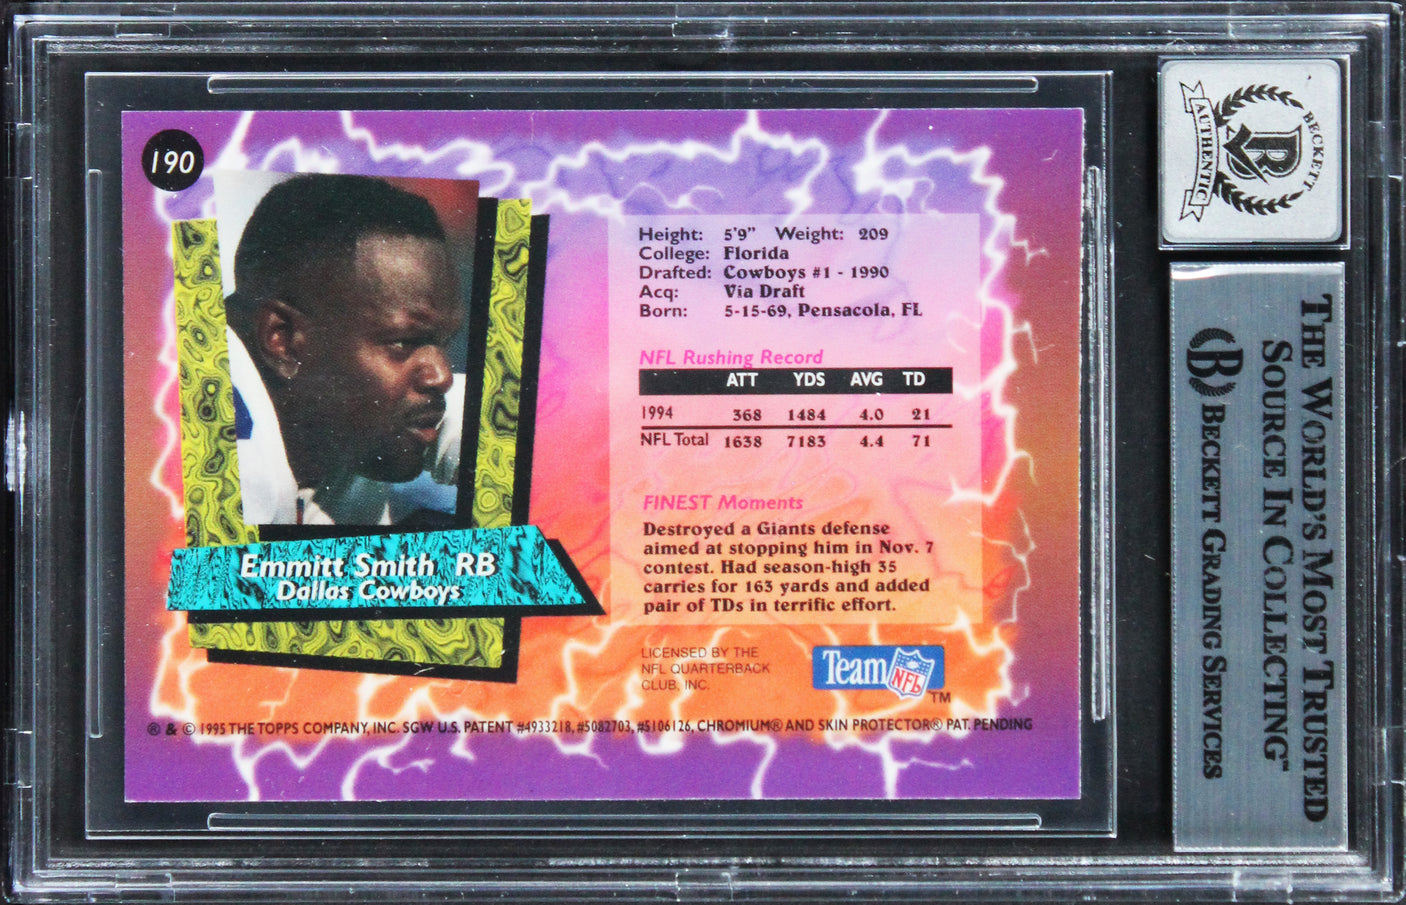 190
Height: 5'9" Weight: 209
College: Florida
Drafted: Cowboys #1 - 1990
Acq: Via Draft
Born: 5-15-69, Pensacola, FL
NFL Rushing Record
ATT YDS AVG TD
1994 368 1484 4.0 21
NFL Total 1638 7183 4.4 71
FINEST Moments
Destroyed a Giants defense
aimed at stopping him in Nov. 7
contest. Had season-high 35
carries for 163 yards and added
pair of TDs in terrific effort.
Emmitt Smith RB
Dallas Cowboys
LICENSED BY THE
NFL QUARTERBACK
CLUB, INC.
Team NFL TM
® & © 1995 THE TOPPS COMPANY, INC. SGW U.S. PATENT #4933218, #5082703, #5106126, CHROMIUM® AND SKIN PROTECTOR® PAT. PENDING
BECKETT
AUTHENTIC
THE WORLD'S MOST TRUSTED
SOURCE IN COLLECTING™
B BECKETT GRADING SERVICES